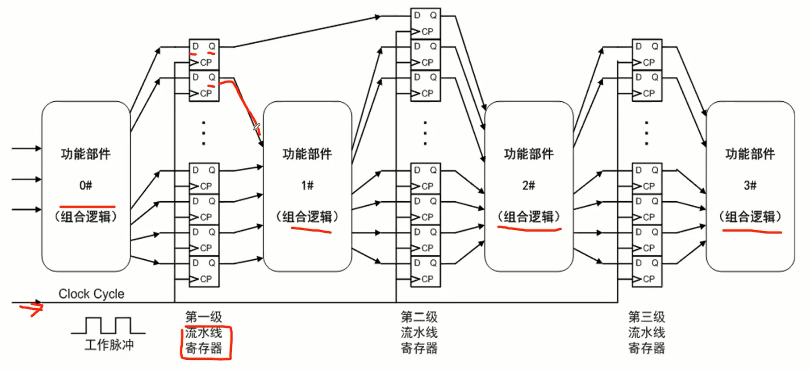 功能部件
0#
（组合逻辑）
D Q
CP
D Q
CP
D Q
CP
D Q
CP
D Q
CP
D Q
CP
功能部件
1#
（组合逻辑）
D Q
CP
D Q
CP
D Q
CP
D Q
CP
D Q
CP
D Q
CP
D Q
CP
功能部件
2#
（组合逻辑）
D Q
CP
D Q
CP
D Q
CP
D Q
CP
D Q
CP
D Q
CP
功能部件
3#
（组合逻辑）
Clock Cycle
工作脉冲
第一级
流水线
寄存器
第二级
流水线
寄存器
第三级
流水线
寄存器